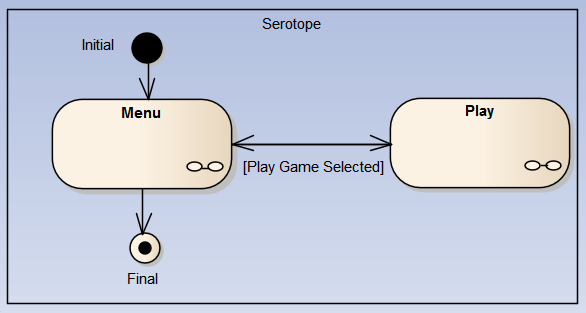 Serotope
Initial
Menu
Play
[Play Game Selected]
Final